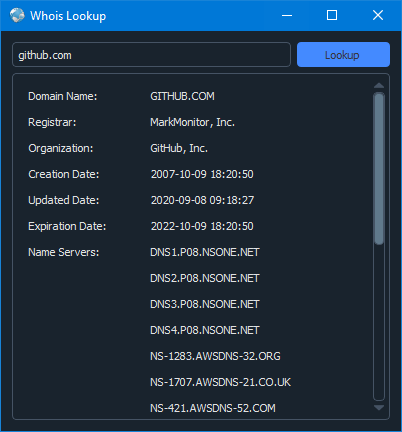 Whois Lookup
github.com Lookup
Domain Name: GITHUB.COM
Registrar: MarkMonitor, Inc.
Organization: GitHub, Inc.
Creation Date: 2007-10-09 18:20:50
Updated Date: 2020-09-08 09:18:27
Expiration Date: 2022-10-09 18:20:50
Name Servers: DNS1.P08.NSONE.NET
DNS2.P08.NSONE.NET
DNS3.P08.NSONE.NET
DNS4.P08.NSONE.NET
NS-1283.AWSDNS-32.ORG
NS-1707.AWSDNS-21.CO.UK
NS-421.AWSDNS-52.COM